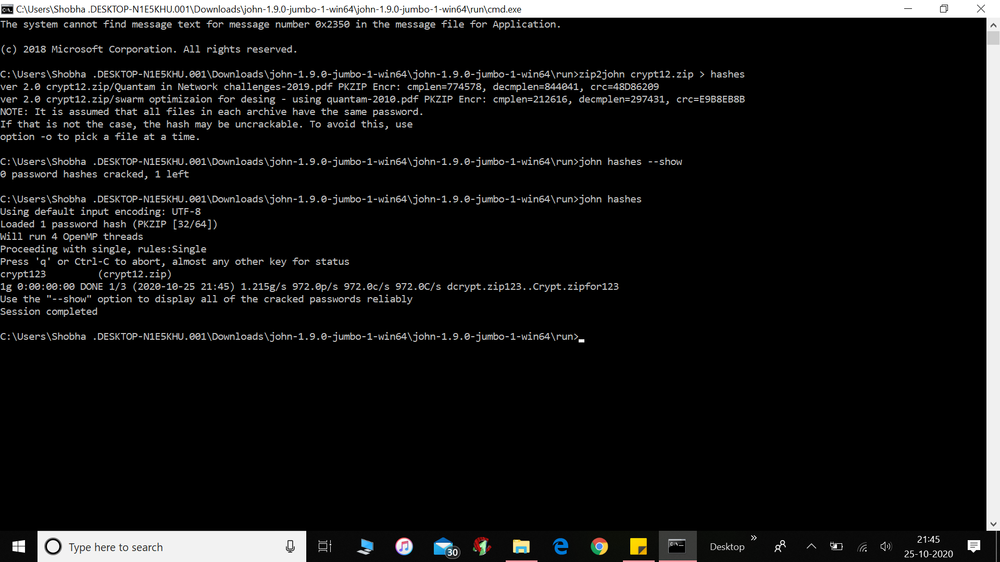 C:\Users\Shobha .DESKTOP-N1E5KHU.001\Downloads\john-1.9.0-jumbo-1-win64\john-1.9.0-jumbo-1-win64\run\cmd.exe
The system cannot find message text for message number 0x2350 in the message file for Application.
(c) 2018 Microsoft Corporation. All rights reserved.
C:\Users\Shobha .DESKTOP-N1E5KHU.001\Downloads\john-1.9.0-jumbo-1-win64\john-1.9.0-jumbo-1-win64\run>zip2john crypt12.zip > hashes
ver 2.0 crypt12.zip/Quantam in Network challenges-2019.pdf PKZIP Encr: cmplen=774578, decmplen=844041, crc=48D86209
ver 2.0 crypt12.zip/swarm optimizaion for desing - using quantam-2010.pdf PKZIP Encr: cmplen=212616, decmplen=297431, crc=E9B8EB8B
NOTE: It is assumed that all files in each archive have the same password.
If that is not the case, the hash may be uncrackable. To avoid this, use
option -o to pick a file at a time.
C:\Users\Shobha .DESKTOP-N1E5KHU.001\Downloads\john-1.9.0-jumbo-1-win64\john-1.9.0-jumbo-1-win64\run>john hashes --show
0 password hashes cracked, 1 left
C:\Users\Shobha .DESKTOP-N1E5KHU.001\Downloads\john-1.9.0-jumbo-1-win64\john-1.9.0-jumbo-1-win64\run>john hashes
Using default input encoding: UTF-8
Loaded 1 password hash (PKZIP [32/64])
Will run 4 OpenMP threads
Proceeding with single, rules:Single
Press 'q' or Ctrl-C to abort, almost any other key for status
crypt123         (crypt12.zip)
1g 0:00:00:00 DONE 1/3 (2020-10-25 21:45) 1.215g/s 972.0p/s 972.0c/s 972.0C/s dcrypt.zip123..Crypt.zipfor123
Use the "--show" option to display all of the cracked passwords reliably
Session completed
C:\Users\Shobha .DESKTOP-N1E5KHU.001\Downloads\john-1.9.0-jumbo-1-win64\john-1.9.0-jumbo-1-win64\run>
Type here to search
30
Desktop
21:45
25-10-2020